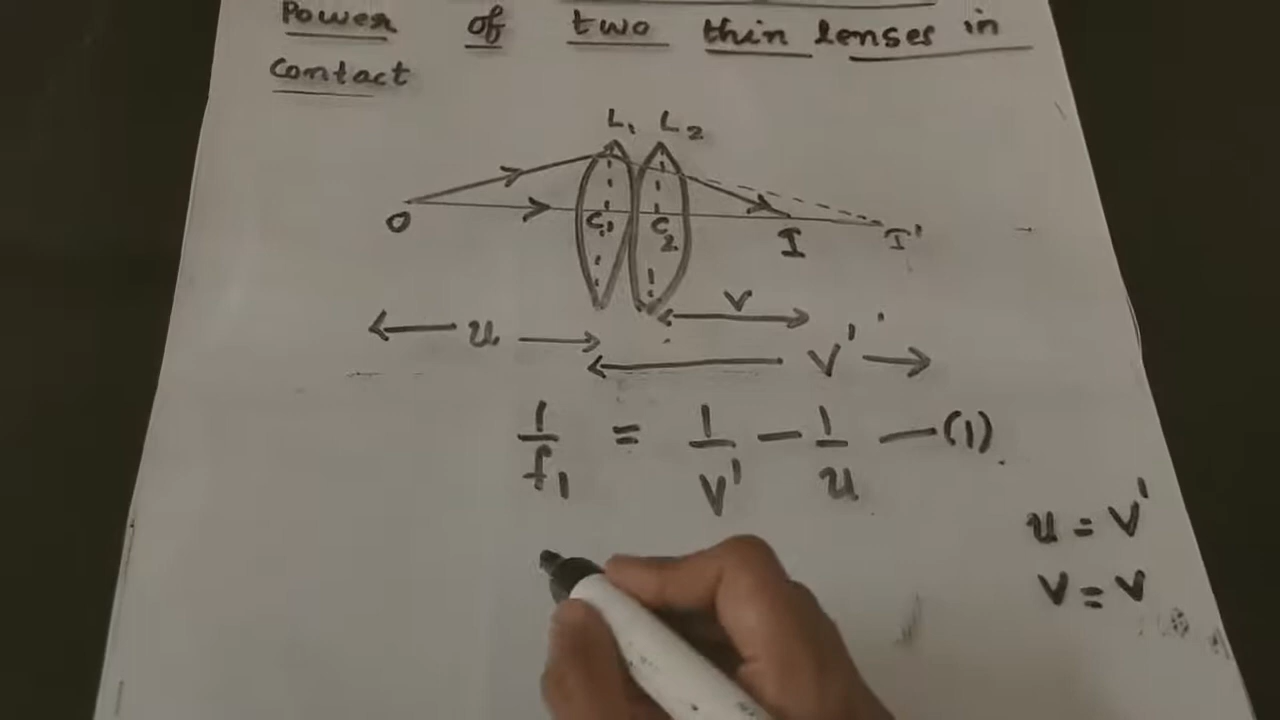 Power of two thin lenses in
Contact
L1 L2
O C1 C2 I I'
v
u v'
1/f1 = 1/v' - 1/u —(1)
u = v'
v = v